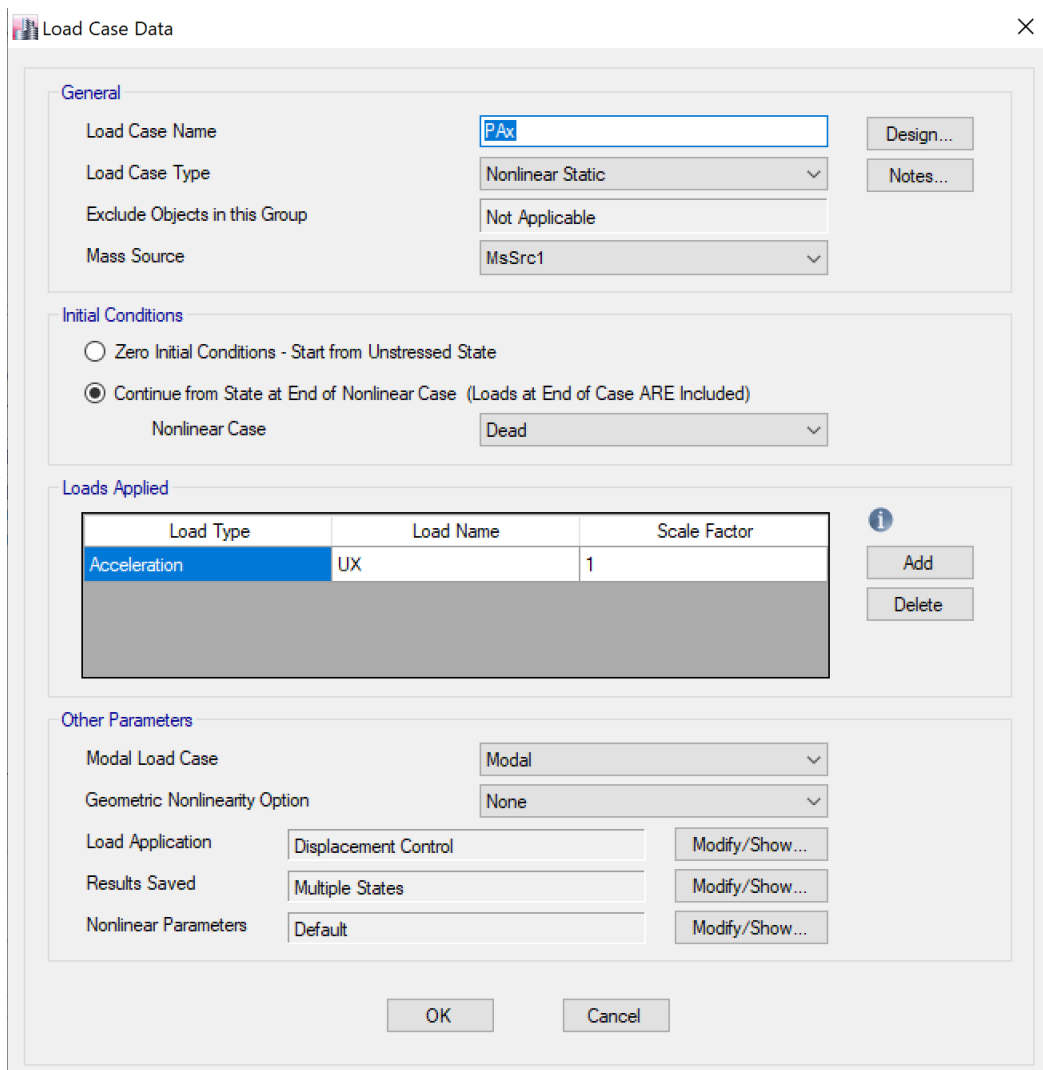 Load Case Data
General
Load Case Name PAx Design...
Load Case Type Nonlinear Static Notes...
Exclude Objects in this Group Not Applicable
Mass Source MsSrc1
Initial Conditions
Zero Initial Conditions - Start from Unstressed State
Continue from State at End of Nonlinear Case (Loads at End of Case ARE Included)
Nonlinear Case Dead
Loads Applied
Load Type Load Name Scale Factor
Acceleration UX 1
Add
Delete
Other Parameters
Modal Load Case Modal
Geometric Nonlinearity Option None
Load Application Displacement Control Modify/Show...
Results Saved Multiple States Modify/Show...
Nonlinear Parameters Default Modify/Show...
OK Cancel